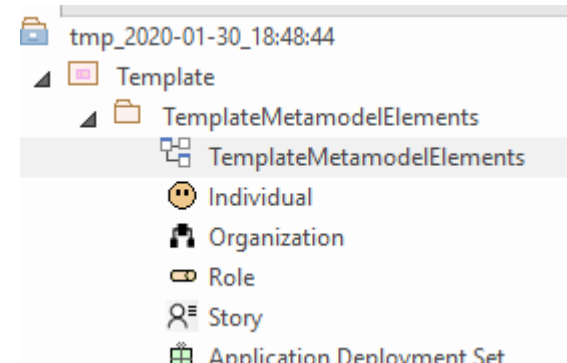 tmp_2020-01-30_18:48:44
Template
TemplateMetamodelElements
TemplateMetamodelElements
Individual
Organization
Role
Story
Application Deployment Set